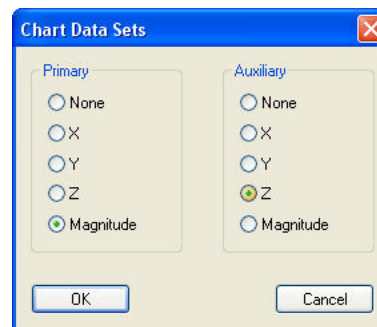 Chart Data Sets
Primary
None
X
Y
Z
Magnitude
Auxiliary
None
X
Y
Z
Magnitude
OK
Cancel